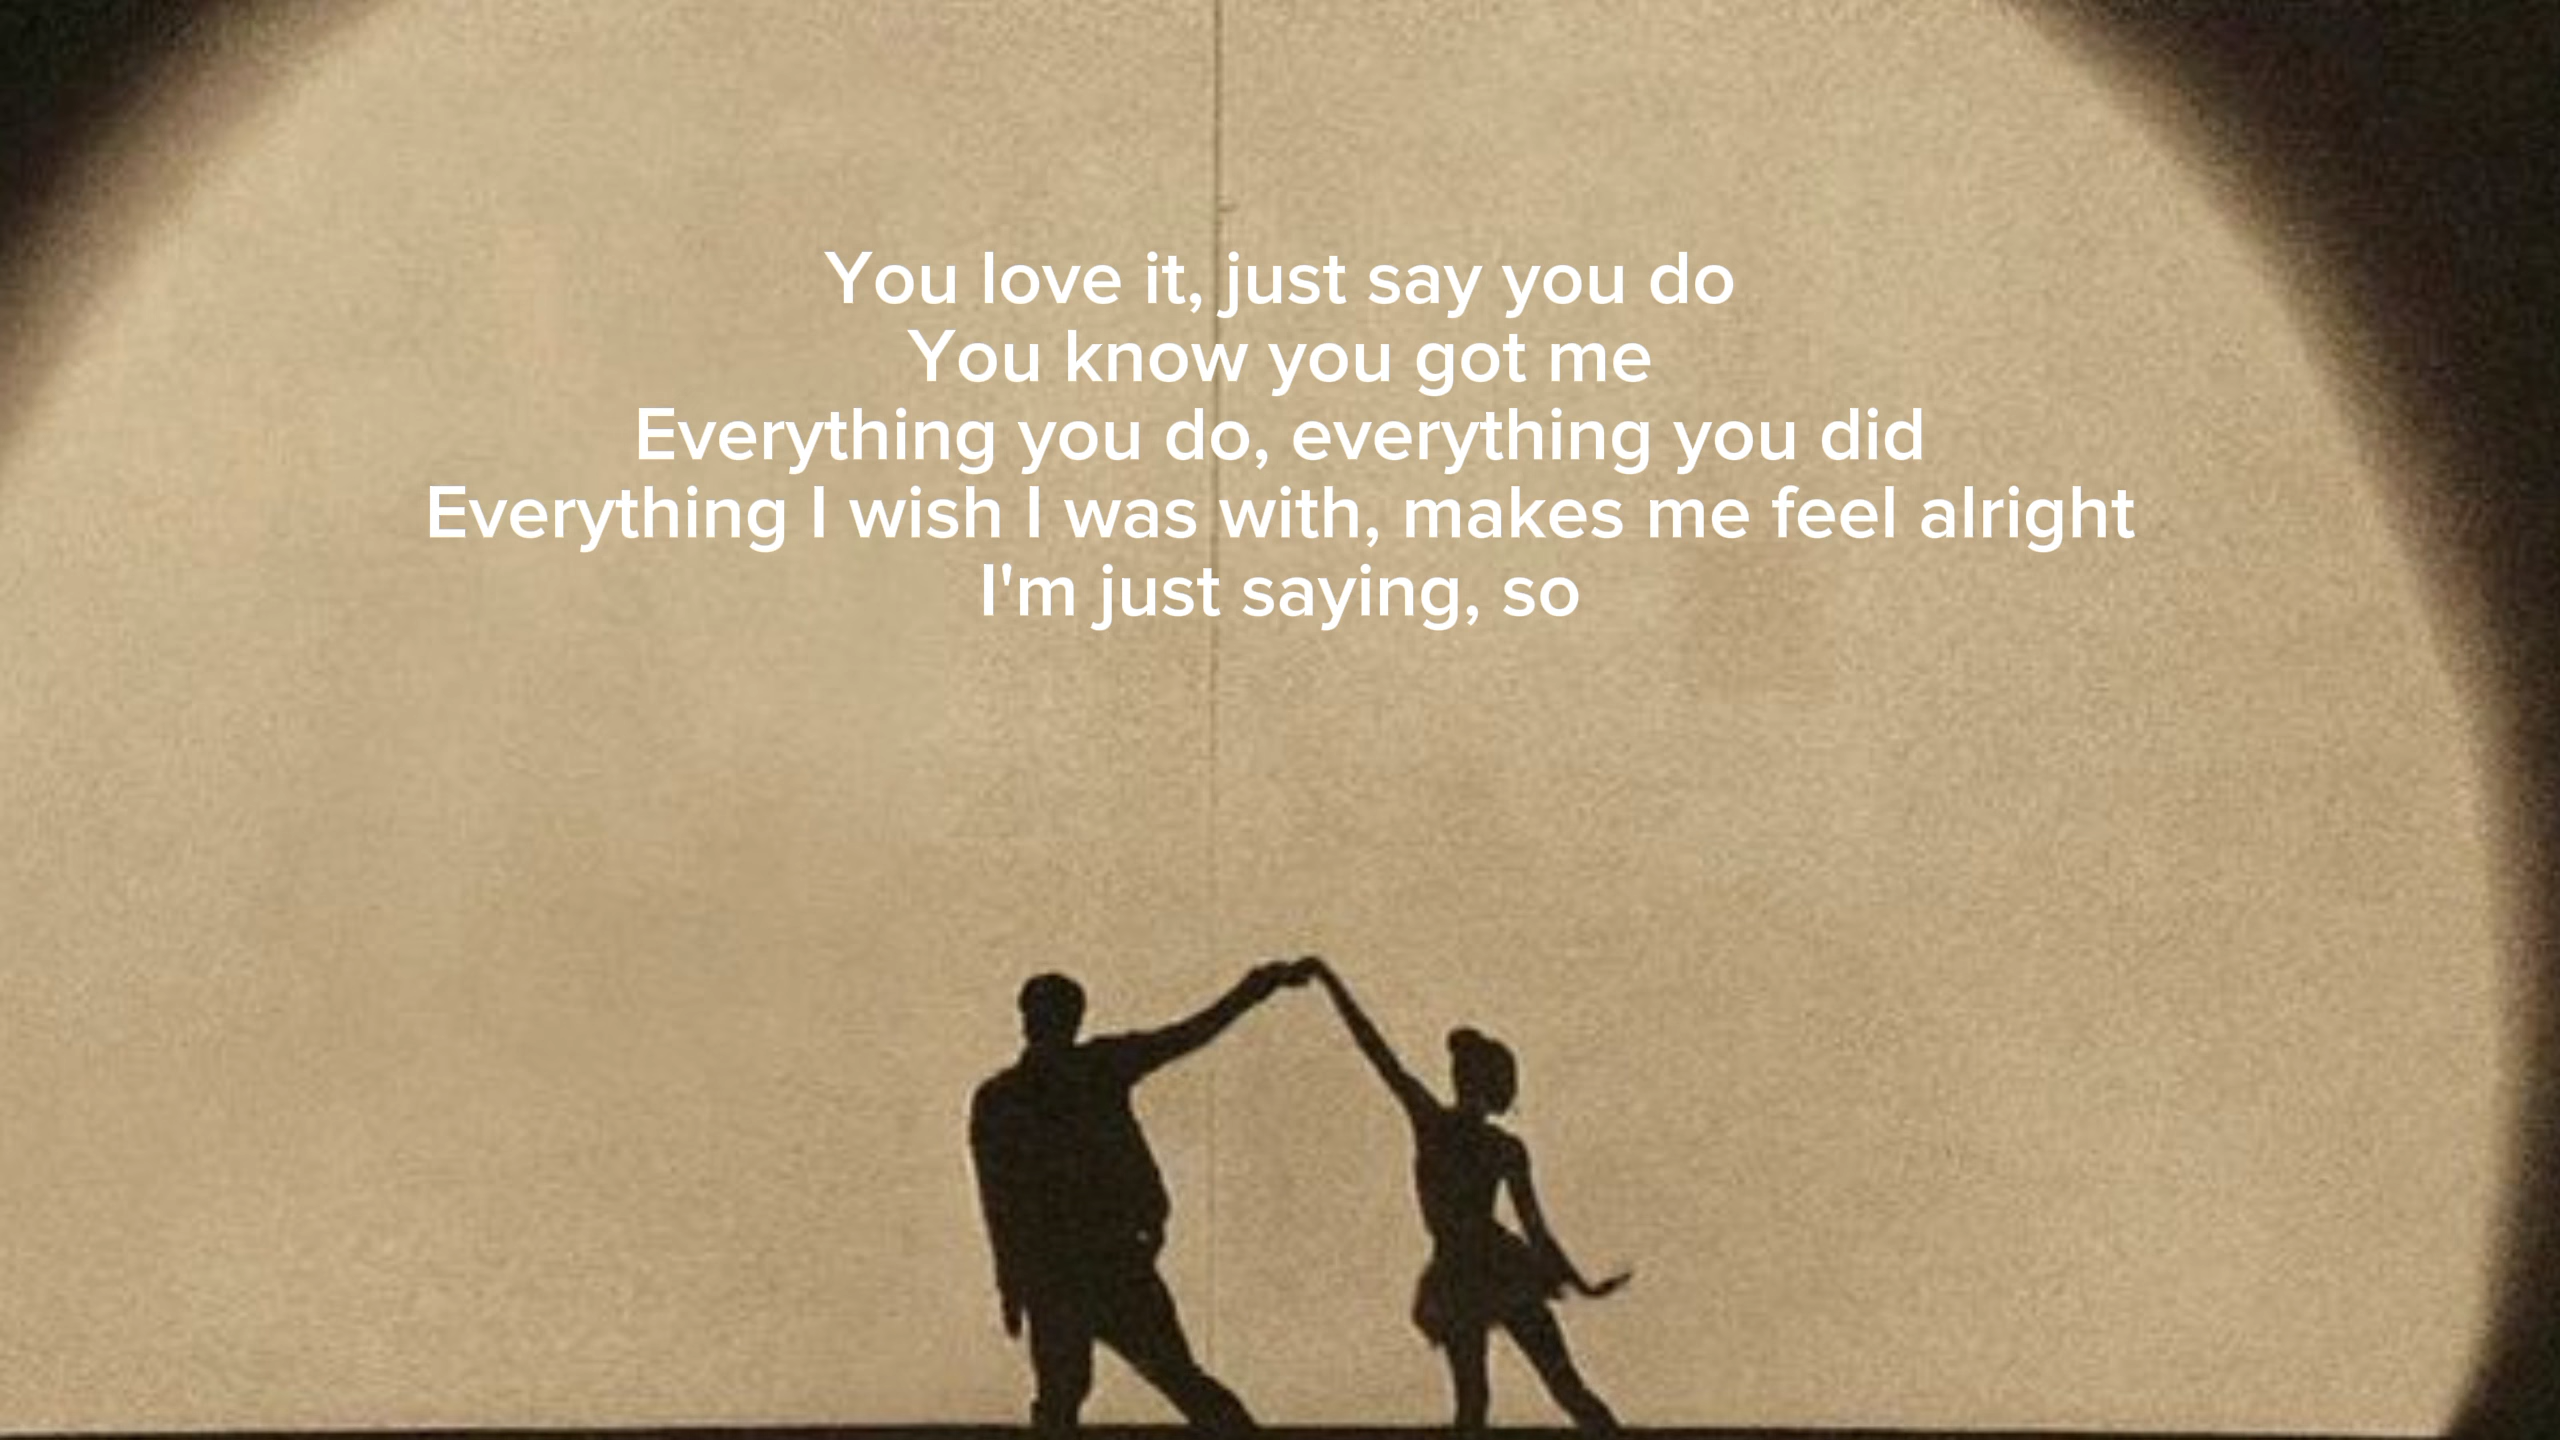 You love it, just say you do
You know you got me
Everything you do, everything you did
Everything I wish I was with, makes me feel alright
I'm just saying, so